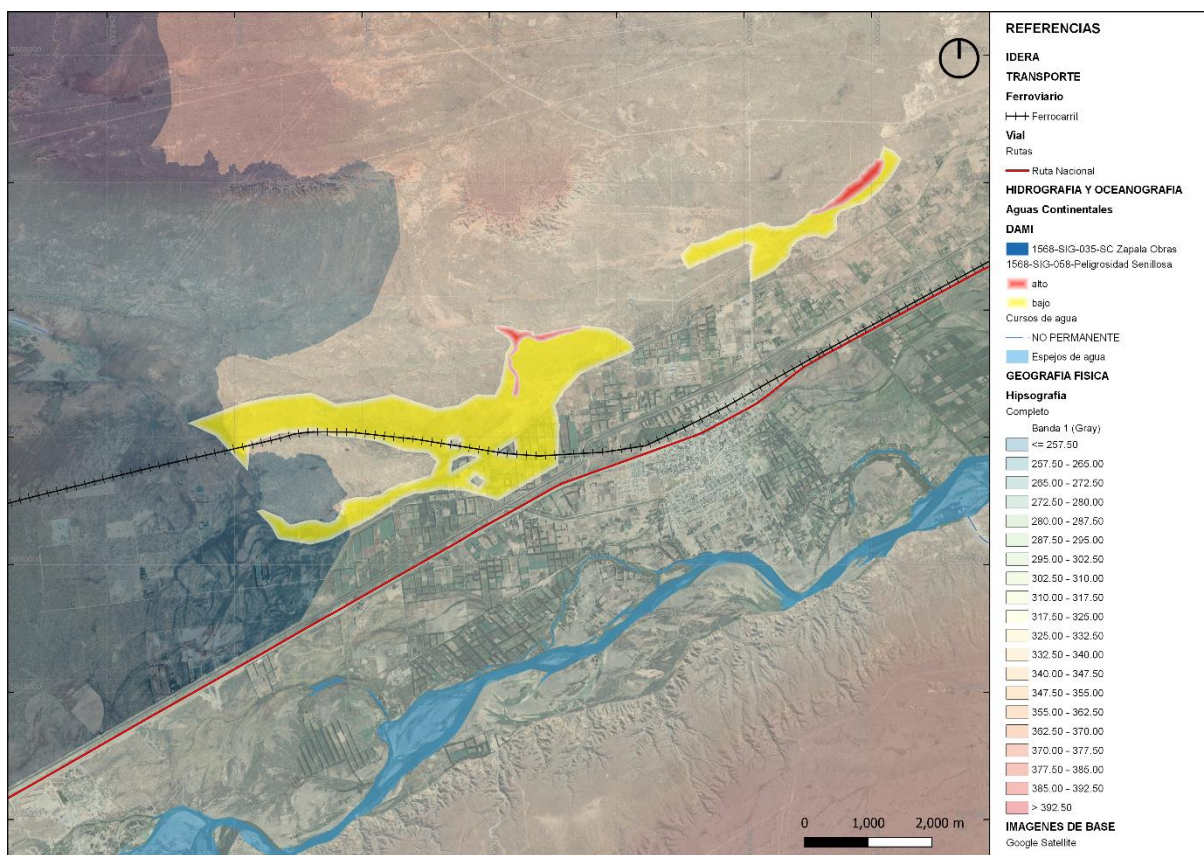 REFERENCIAS
IDERA
TRANSPORTE
Ferroviario
Ferrocarril
Vial
Rutas
Ruta Nacional
HIDROGRAFIA Y OCEANOGRAFIA
Aguas Continentales
DAMI
1568-SIG-035-SC Zapala Obras
1568-SIG-058-Peligrosidad Senillosa
alto
bajo
Cursos de agua
NO PERMANENTE
Espejos de agua
GEOGRAFIA FISICA
Hipsografía
Completo
Banda 1 (Gray)
<= 257.50
257.50 - 265.00
265.00 - 272.50
272.50 - 280.00
280.00 - 287.50
287.50 - 295.00
295.00 - 302.50
302.50 - 310.00
310.00 - 317.50
317.50 - 325.00
325.00 - 332.50
332.50 - 340.00
340.00 - 347.50
347.50 - 355.00
355.00 - 362.50
362.50 - 370.00
370.00 - 377.50
377.50 - 385.00
385.00 - 392.50
> 392.50
IMAGENES DE BASE
Google Satellite
0 1,000 2,000 m